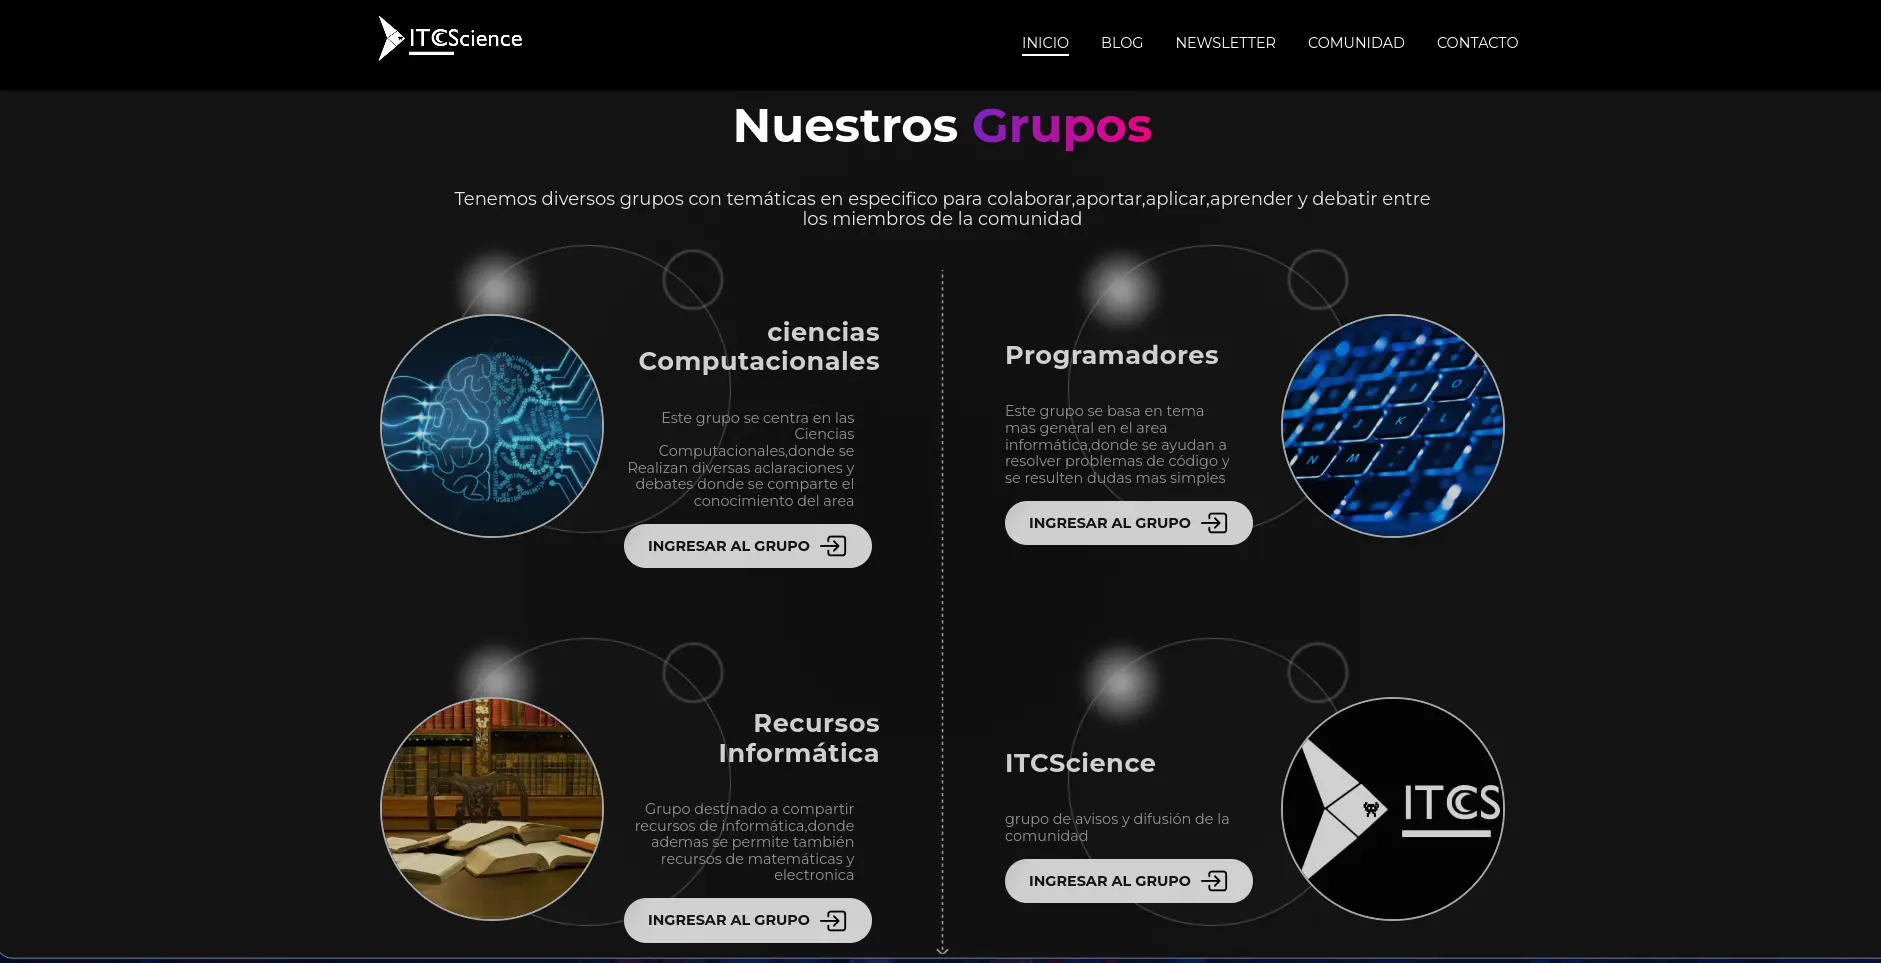 ITCScience
INICIO
BLOG
NEWSLETTER
COMUNIDAD
CONTACTO
Nuestros Grupos
Tenemos diversos grupos con temáticas en especifico para colaborar,aportar,aplicar,aprender y debatir entre
los miembros de la comunidad
ciencias
Computacionales
Este grupo se centra en las
Ciencias
Computacionales,donde se
Realizan diversas aclaraciones y
debates donde se comparte el
conocimiento del area
INGRESAR AL GRUPO
Programadores
Este grupo se basa en tema
mas general en el area
informática,donde se ayudan a
resolver problemas de código y
se resulten dudas mas simples
INGRESAR AL GRUPO
Recursos
Informática
Grupo destinado a compartir
recursos de informática,donde
ademas se permite también
recursos de matemáticas y
electronica
INGRESAR AL GRUPO
ITCScience
grupo de avisos y difusión de la
comunidad
INGRESAR AL GRUPO
ITCS